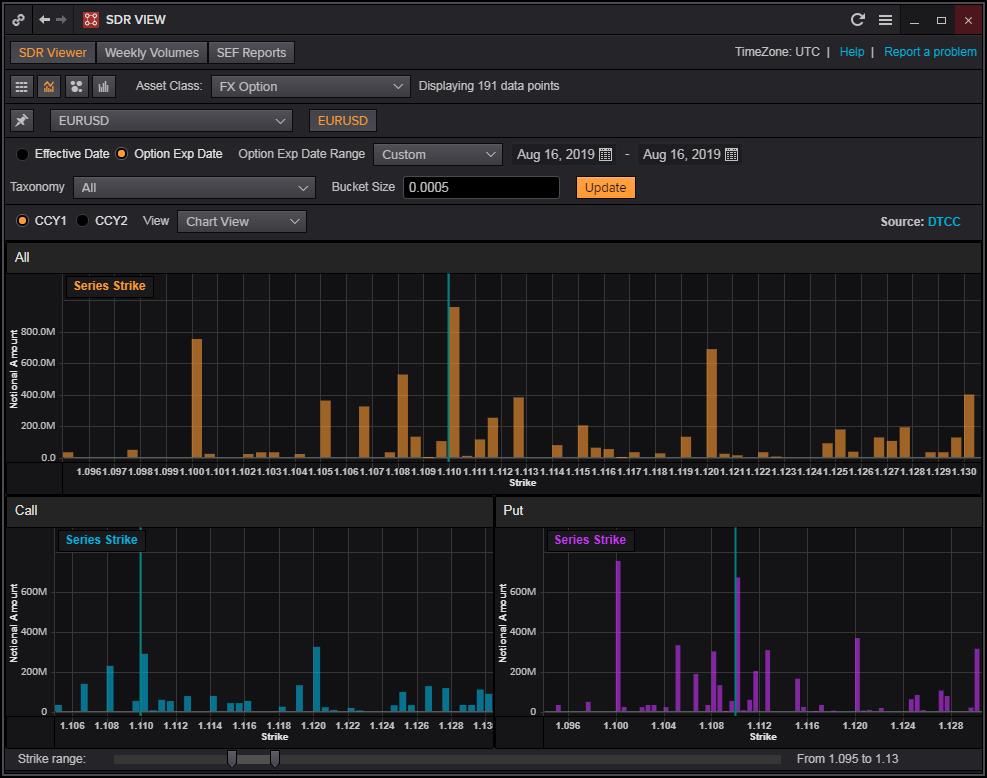 SDR VIEW
SDR Viewer Weekly Volumes SEF Reports TimeZone: UTC | Help | Report a problem
Asset Class: FX Option Displaying 191 data points
EURUSD EURUSD
Effective Date Option Exp Date Option Exp Date Range Custom Aug 16, 2019 - Aug 16, 2019
Taxonomy All Bucket Size 0.0005 Update
CCY1 CCY2 View Chart View Source: DTCC
All
Series Strike
Notional Amount
800.0M
600.0M
400.0M
200.0M
0.0
1.096 1.097 1.098 1.099 1.100 1.101 1.102 1.103 1.104 1.105 1.106 1.107 1.108 1.109 1.110 1.111 1.112 1.113 1.114 1.115 1.116 1.117 1.118 1.119 1.120 1.121 1.122 1.123 1.124 1.125 1.126 1.127 1.128 1.129 1.130
Strike
Call
Series Strike
Notional Amount
600M
400M
200M
0
1.106 1.108 1.110 1.112 1.114 1.116 1.118 1.120 1.122 1.124 1.126 1.128 1.13
Strike
Put
Series Strike
Notional Amount
600M
400M
200M
0
1.096 1.100 1.104 1.108 1.112 1.116 1.120 1.124 1.128
Strike
Strike range: From 1.095 to 1.13